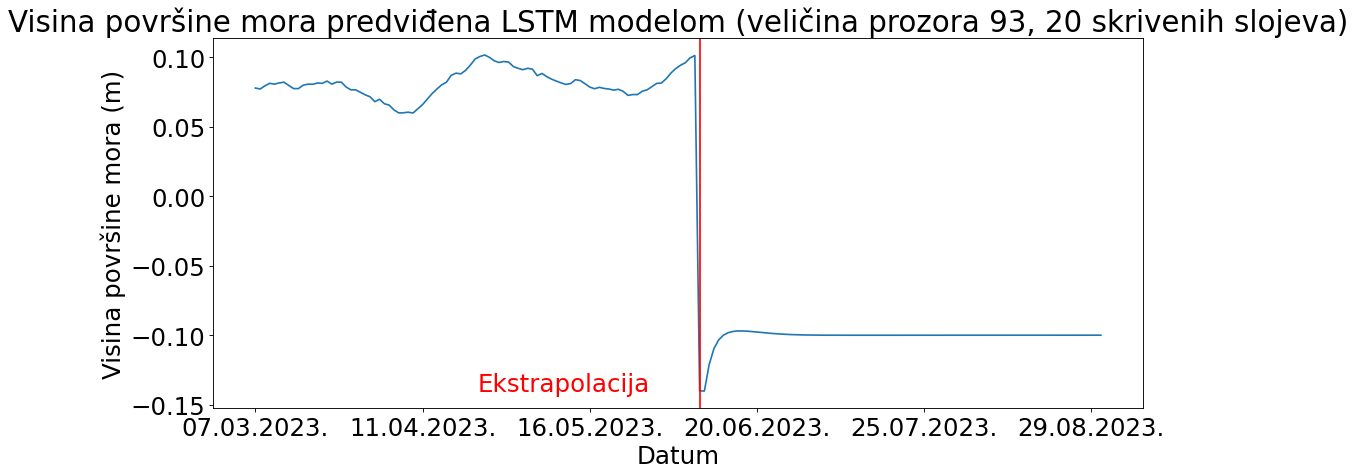 Visina površine mora predviđena LSTM modelom (veličina prozora 93, 20 skrivenih slojeva)
Visina površine mora (m)
0.10
0.05
0.00
−0.05
−0.10
−0.15
Ekstrapolacija
07.03.2023. 11.04.2023. 16.05.2023. 20.06.2023. 25.07.2023. 29.08.2023.
Datum